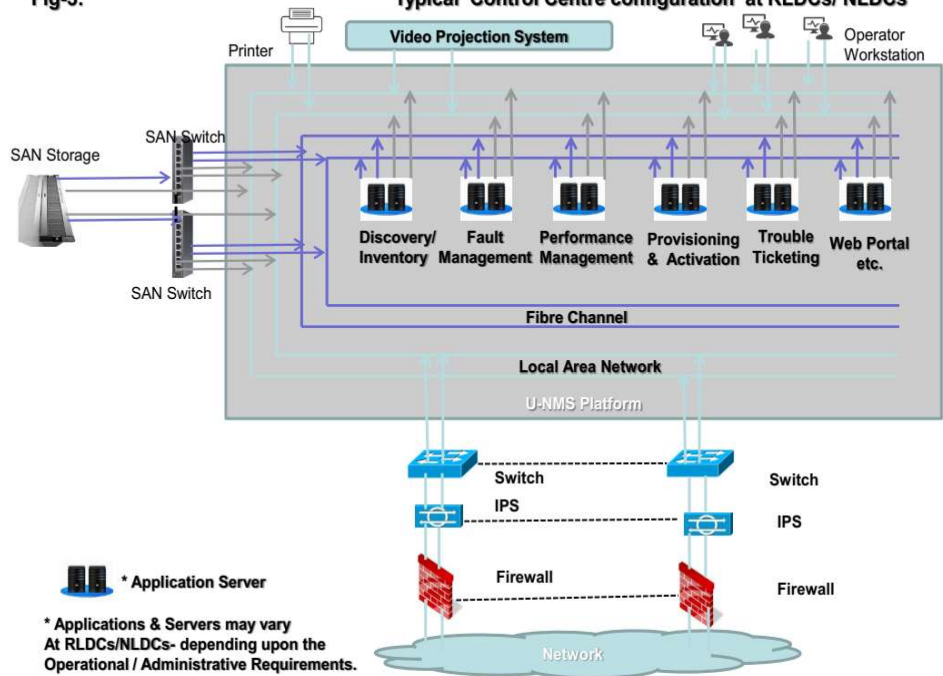 Fig-3. Typical Control Centre configuration at RLDCs/ NLDCs
Video Projection System
Printer
Operator
Workstation
SAN Switch
SAN Storage
Discovery/
Inventory
Fault
Management
Performance
Management
Provisioning
& Activation
Trouble
Ticketing
Web Portal
etc.
SAN Switch
Fibre Channel
Local Area Network
U-NMS Platform
Switch
Switch
IPS
IPS
Firewall
Firewall
* Application Server
* Applications & Servers may vary
At RLDCs/NLDCs- depending upon the
Operational / Administrative Requirements.
Network